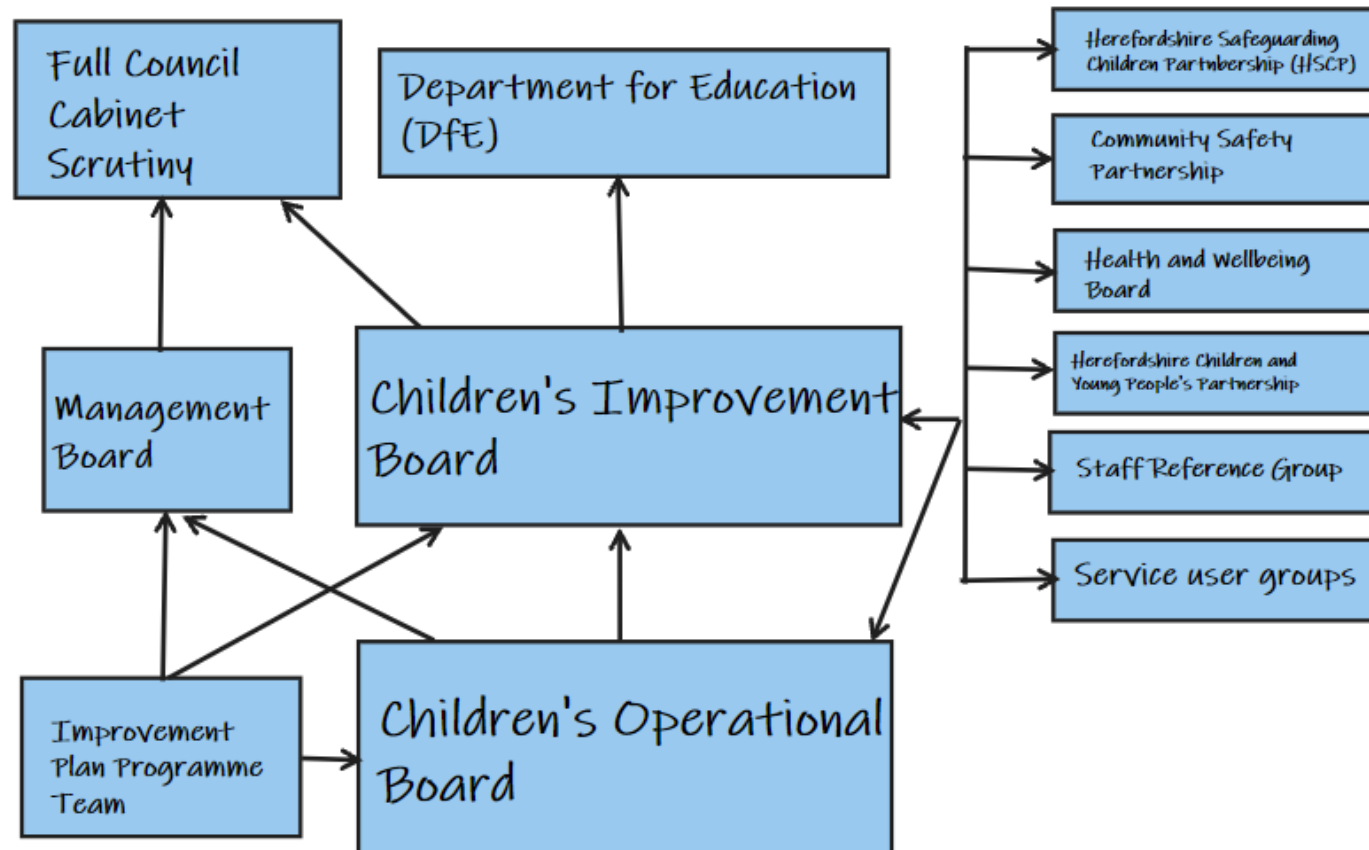 Full Council
Cabinet
Scrutiny
Department for Education
(DfE)
Herefordshire Safeguarding
Children Partnbership (HSCP)
Community Safety
Partnership
Health and Wellbeing
Board
Herefordshire Children and
Young People's Partnership
Staff Reference Group
Service user groups
Management
Board
Children's Improvement
Board
Improvement
Plan Programme
Team
Children's Operational
Board